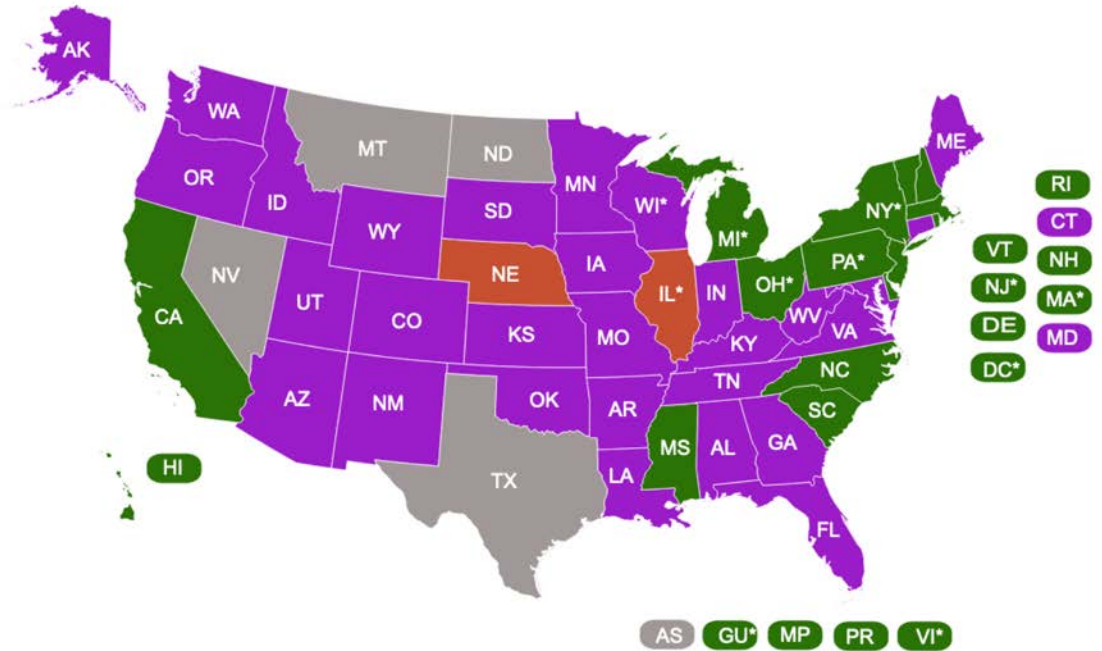 AK
WA
ME
MT
ND
RI
OR
MN
ID
SD
WI*
NY*
CT
WY
MI*
VT
NH
IA
PA*
NE
NV
OH*
NJ*
MA*
IL*
IN
UT
CA
CO
WV
DE
KS
MO
VA
MD
KY
DC*
NC
TN
OK
AZ
NM
AR
SC
MS
AL
GA
HI
LA
TX
FL
AS
GU*
MP
PR
VI*